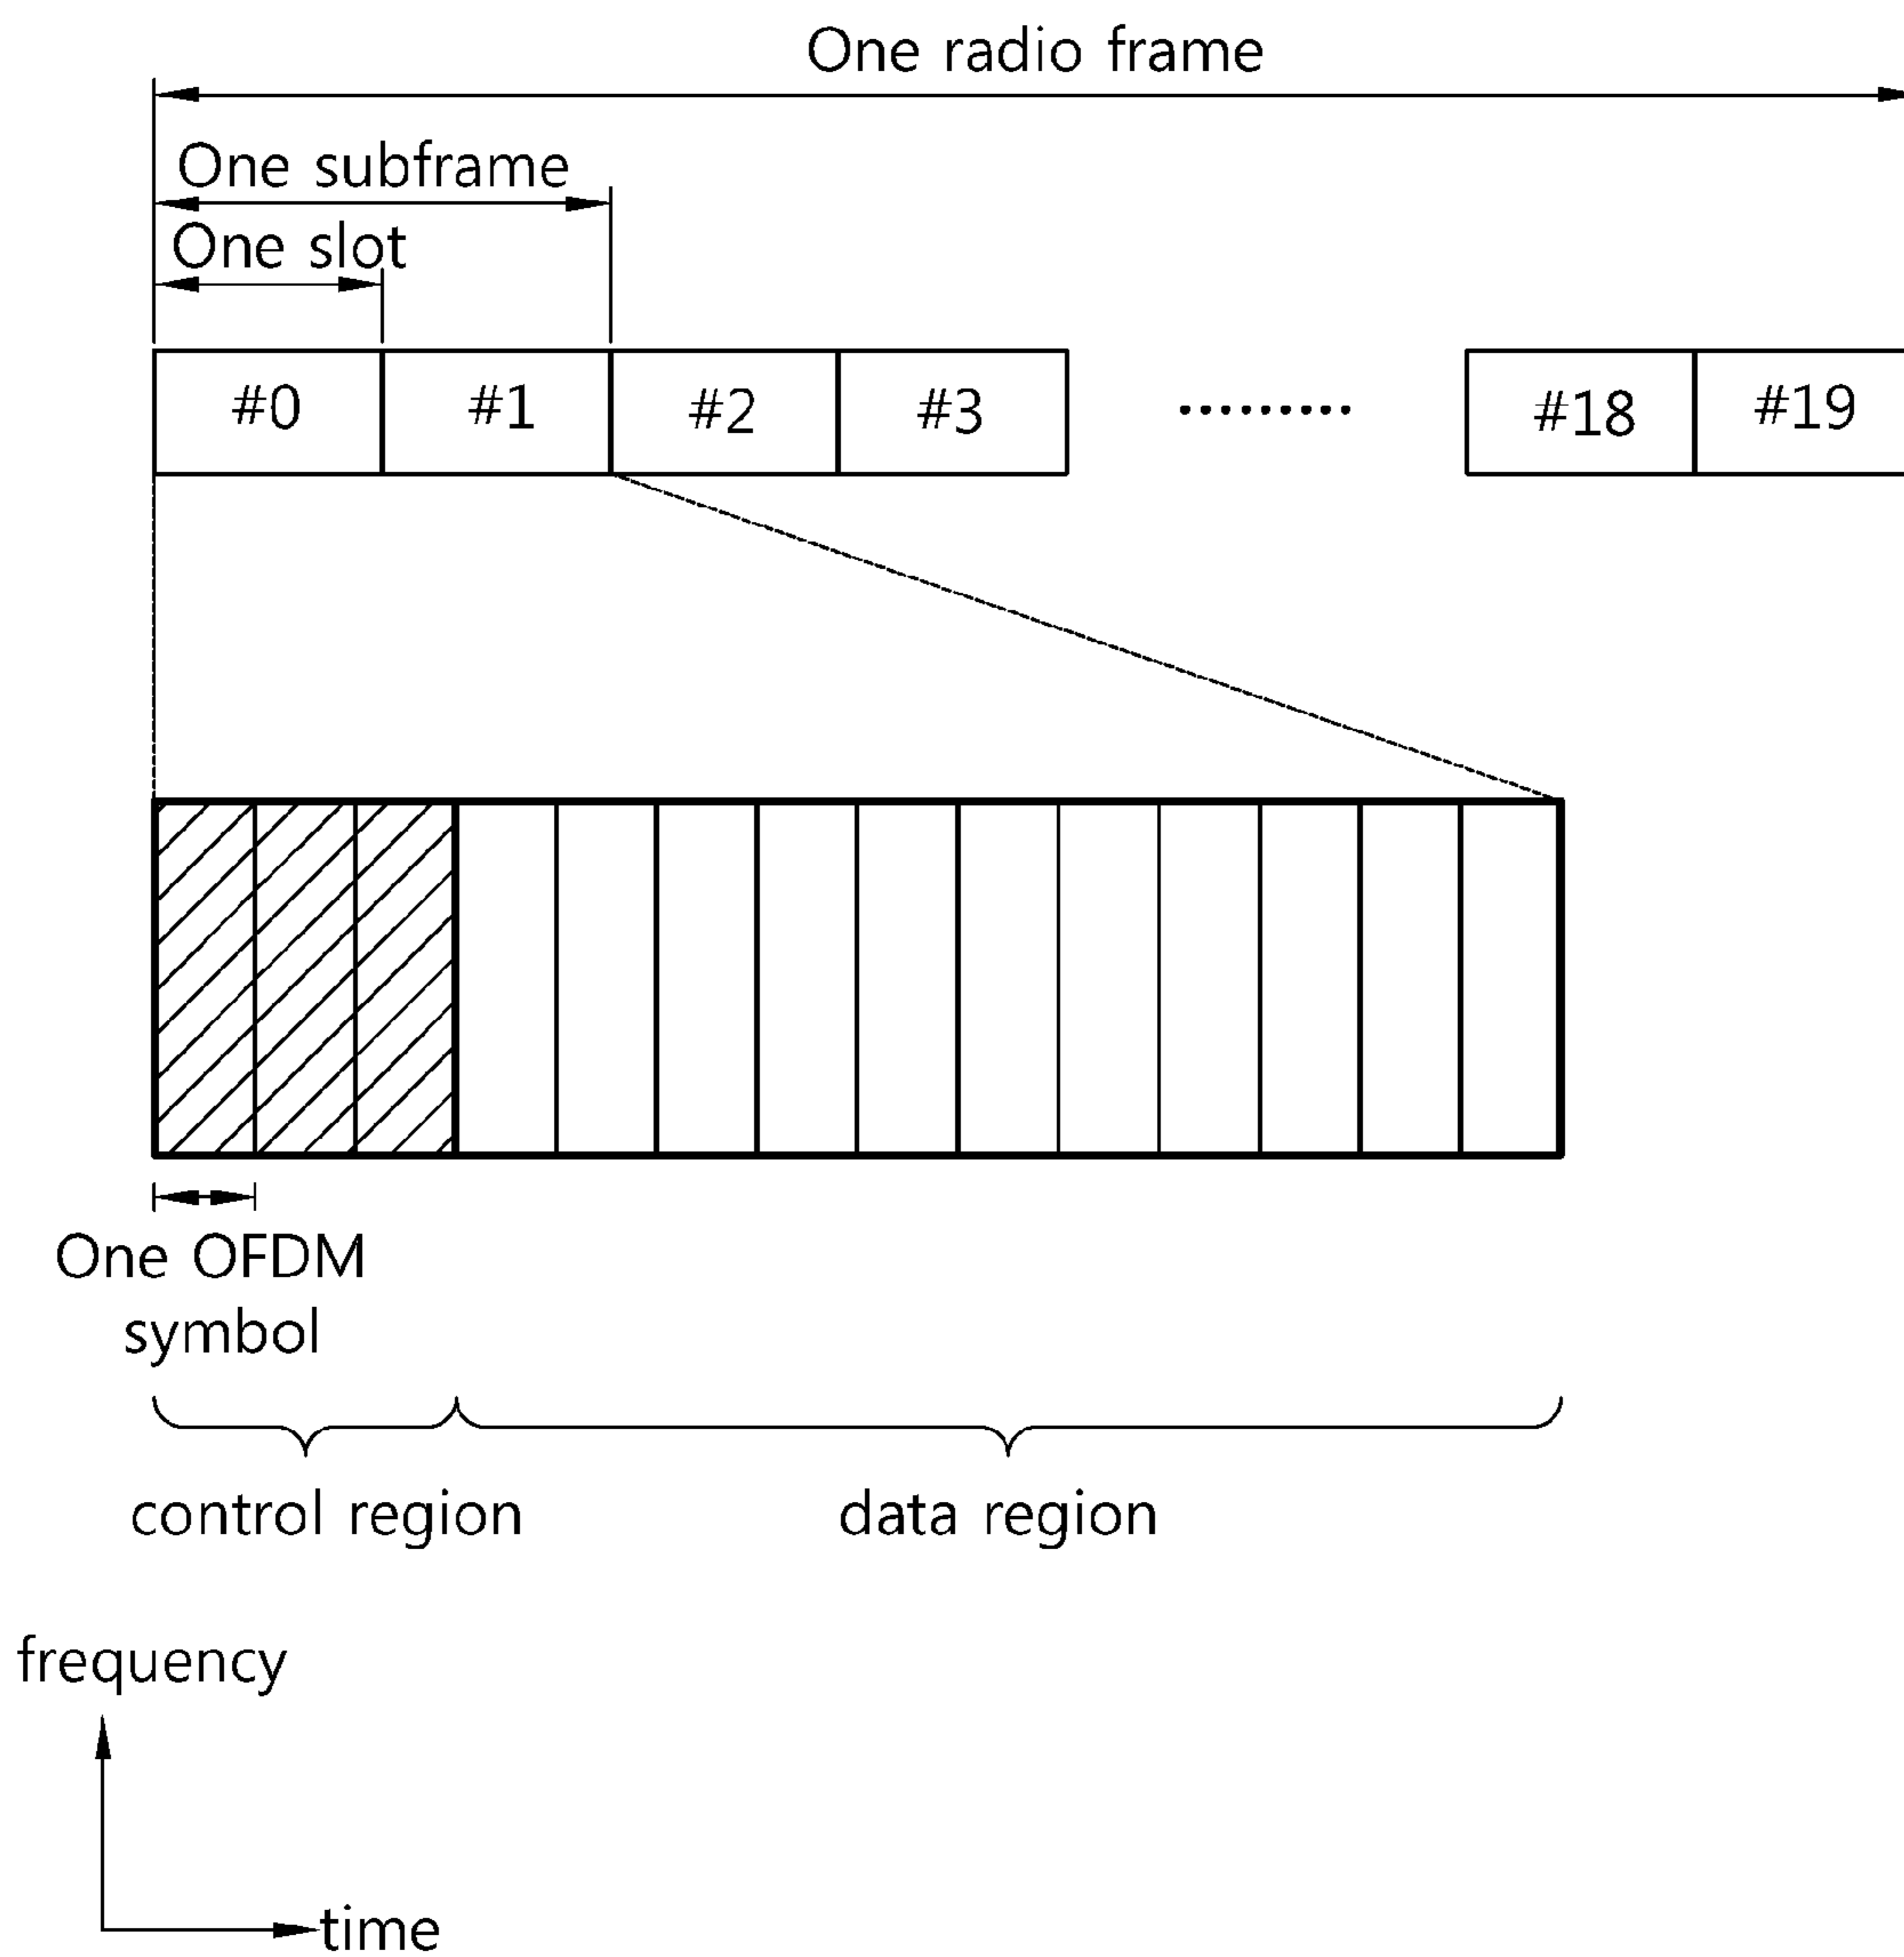 One radio frame
One subframe
One slot
#0 #1 #2 #3 ......... #18 #19
One OFDM
symbol
control region data region
frequency
time